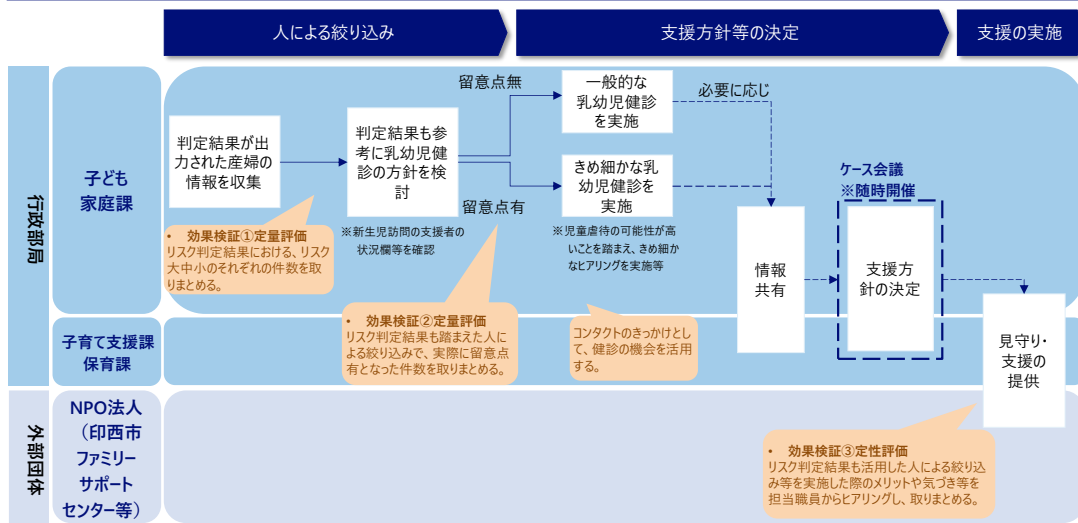 人による絞り込み
支援方針等の決定
支援の実施
行政部局
子ども
家庭課
判定結果が出
力された産婦の
情報を収集
判定結果も参
考に乳幼児健
診の方針を検
討
※新生児訪問の支援者の
状況欄等を確認
留意点無
留意点有
一般的な
乳幼児健診
を実施
きめ細かな乳
幼児健診を
実施
※児童虐待の可能性が高
いことを踏まえ、きめ細か
なヒアリングを実施等
必要に応じ
ケース会議
※随時開催
情報
共有
支援方
針の決定
見守り・
支援の
提供
• 効果検証①定量評価
リスク判定結果における、リスク
大中小のそれぞれの件数を取
りまとめる。
• 効果検証②定量評価
リスク判定結果も踏まえた人に
よる絞り込みで、実際に留意点
有となった件数を取りまとめる。
コンタクトのきっかけとし
て、健診の機会を活用
する。
子育て支援課
保育課
外部団体
NPO法人
（印西市
ファミリー
サポート
センター等）
• 効果検証③定性評価
リスク判定結果も活用した人による絞り込
み等を実施した際のメリットや気づき等を
担当職員からヒアリングし、取りまとめる。